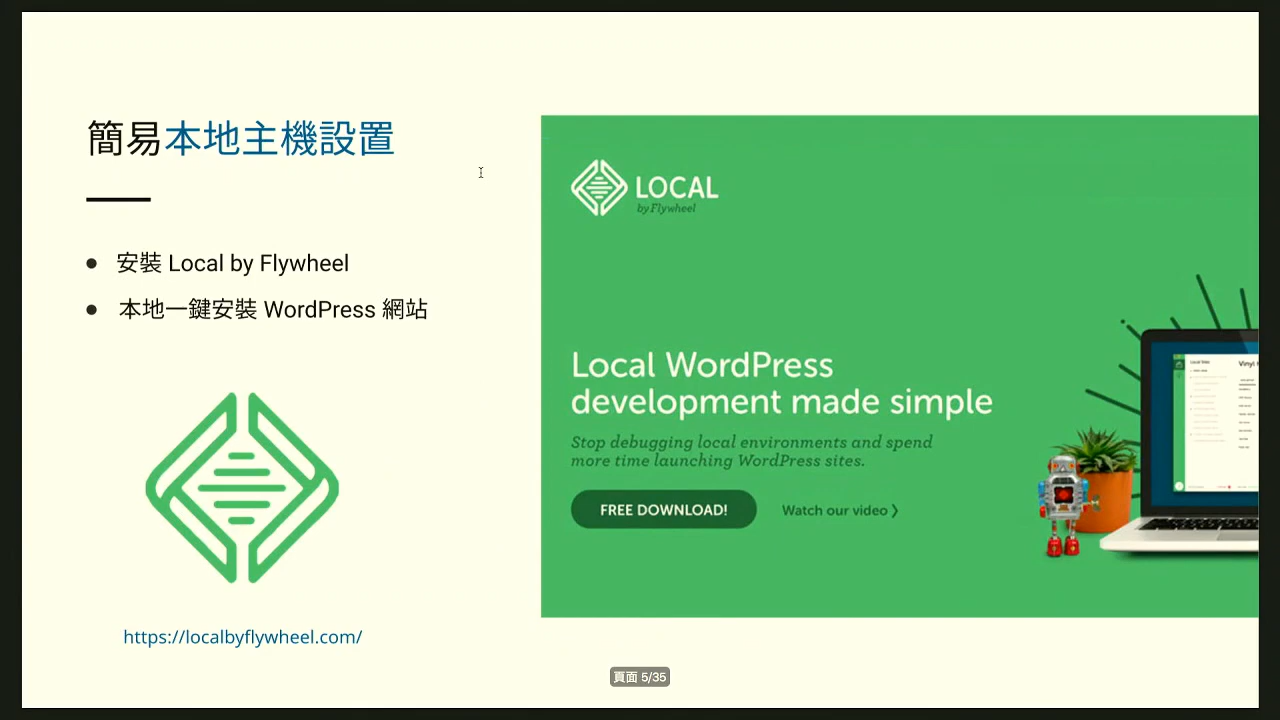 簡易本地主機設置
安裝 Local by Flywheel
本地一鍵安裝 WordPress 網站
https://localbyflywheel.com/
LOCAL
by Flywheel
Local WordPress
development made simple
Stop debugging local environments and spend
more time launching WordPress sites.
FREE DOWNLOAD!
Watch our video ❯
頁面 5/35